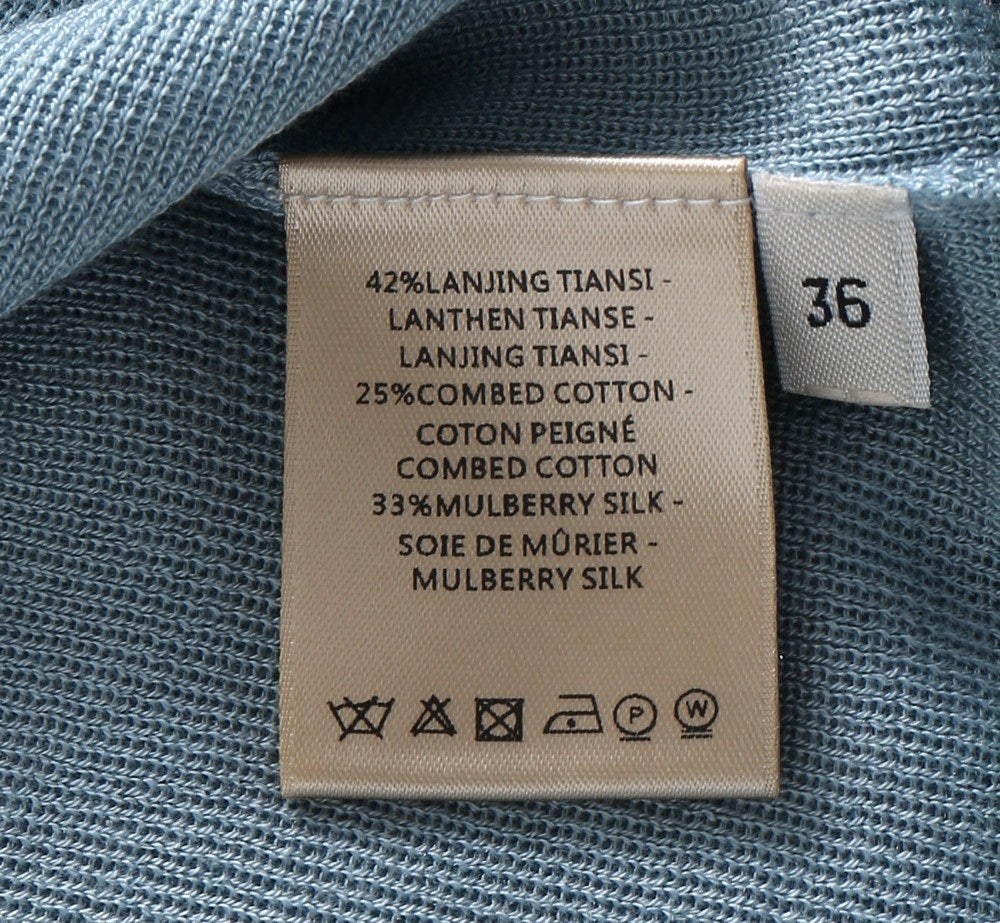 42%LANJING TIANSI -
LANTHEN TIANSE -
LANJING TIANSI -
25%COMBED COTTON -
COTON PEIGNÉ
COMBED COTTON
33%MULBERRY SILK -
SOIE DE MÛRIER -
MULBERRY SILK
P W
36